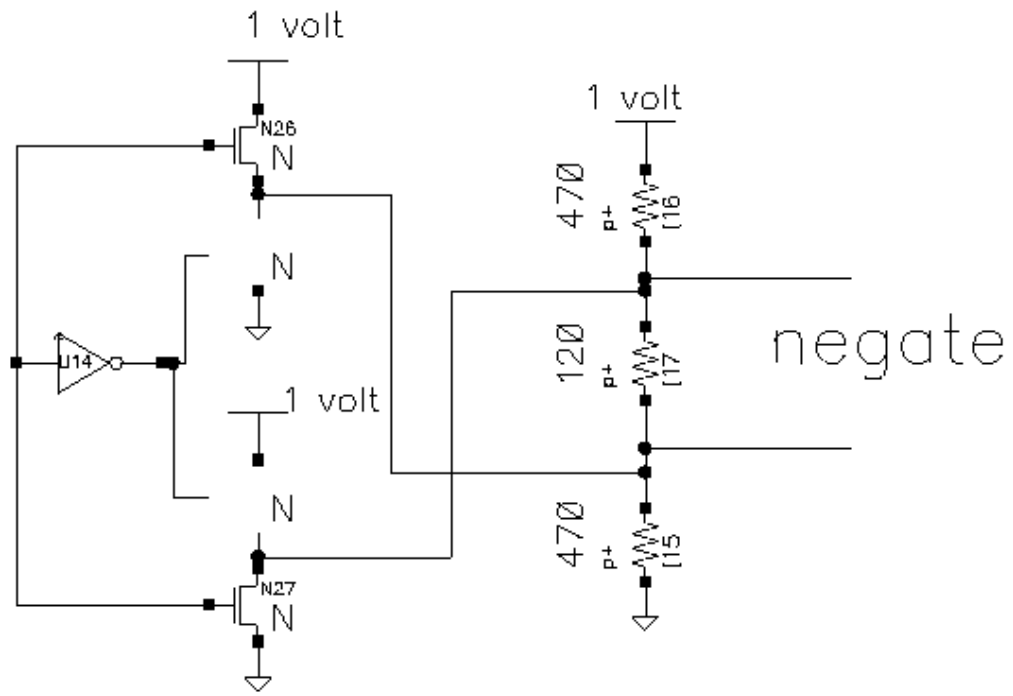 1 volt
N26
N
1 volt
470
p+
I16
N
negate
U14
120
p+
I17
1 volt
N
470
p+
I15
N27
N